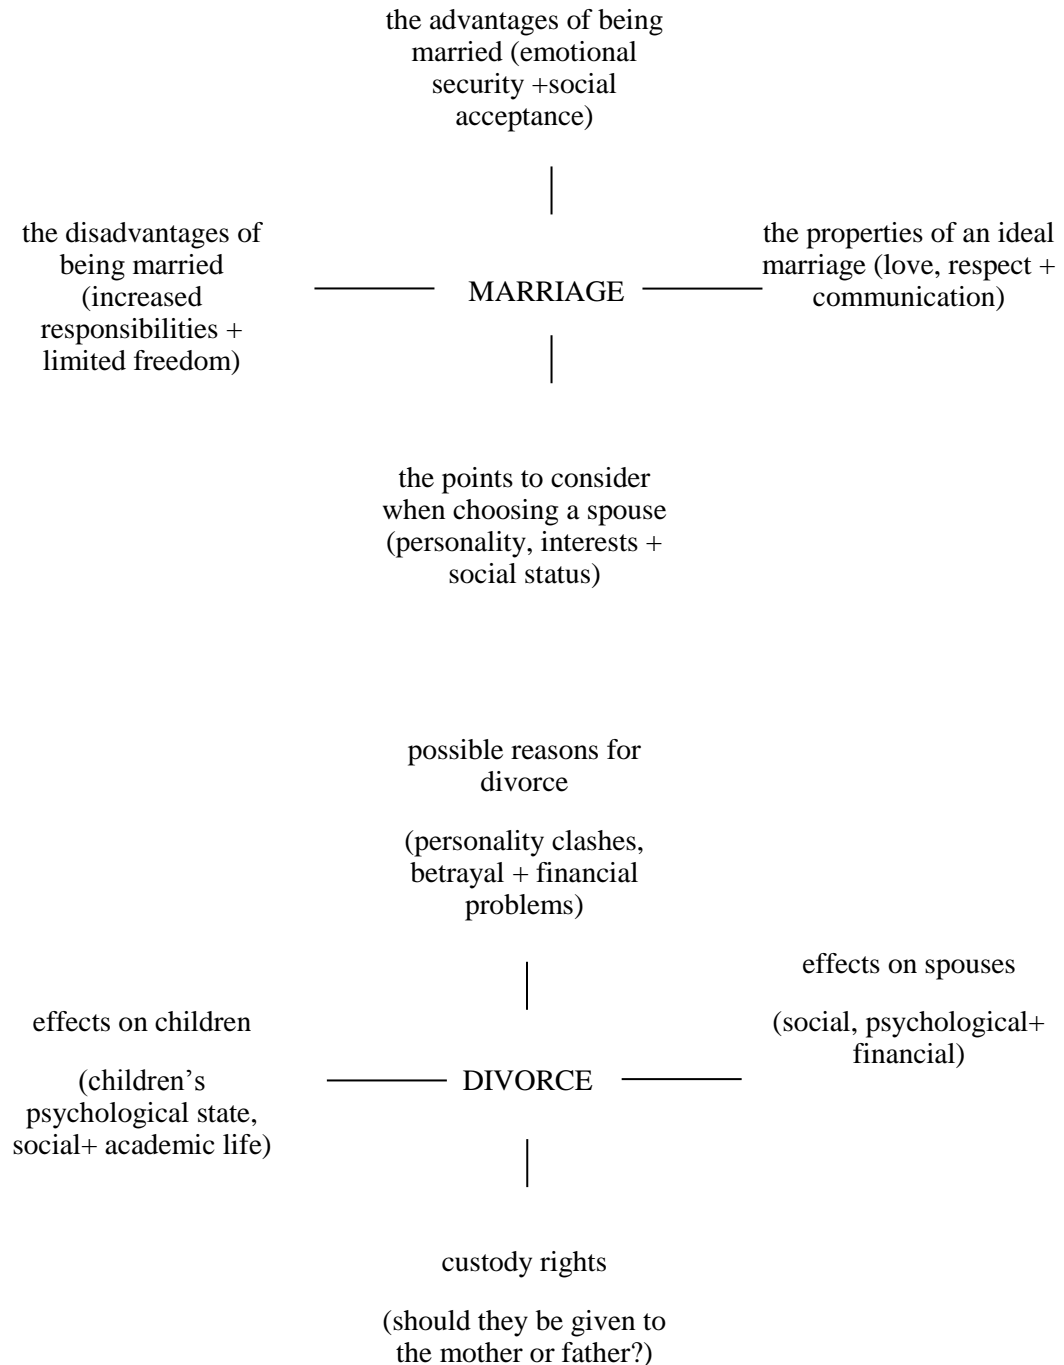 the advantages of being
married (emotional
security +social
acceptance)
the disadvantages of
being married
(increased
responsibilities +
limited freedom)
MARRIAGE
the properties of an ideal
marriage (love, respect +
communication)
the points to consider
when choosing a spouse
(personality, interests +
social status)
possible reasons for
divorce
(personality clashes,
betrayal + financial
problems)
effects on children
(children’s
psychological state,
social+ academic life)
DIVORCE
effects on spouses
(social, psychological+
financial)
custody rights
(should they be given to
the mother or father?)